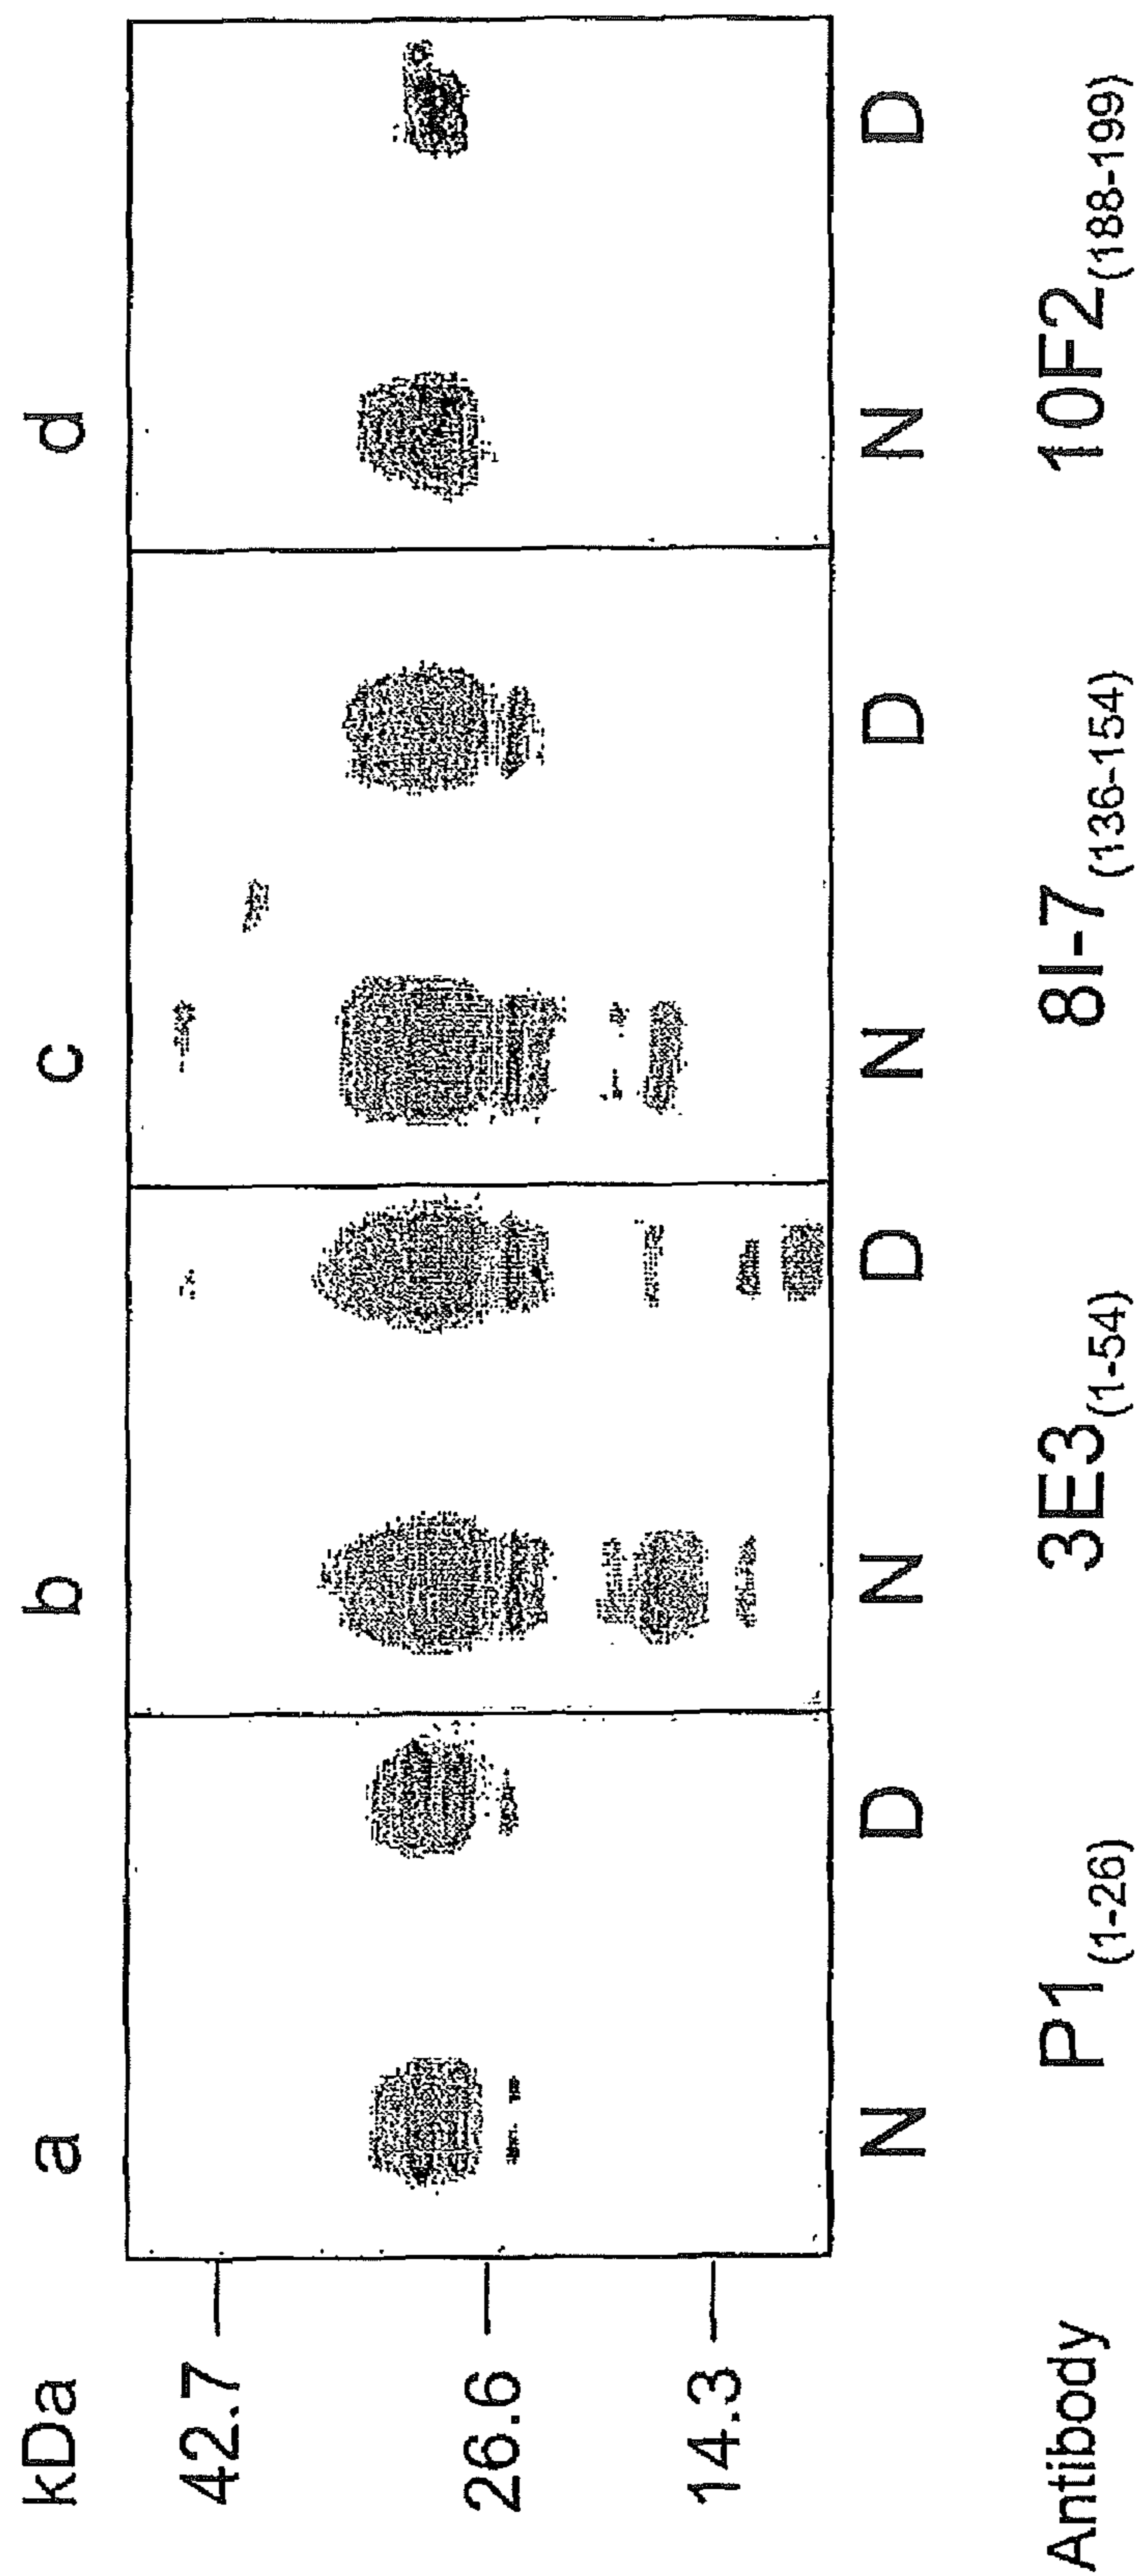 kDa a b c d
42.7
26.6
14.3
N D N D N D N D
Antibody P1(1-26) 3E3(1-54) 8I-7(136-154) 10F2(188-199)